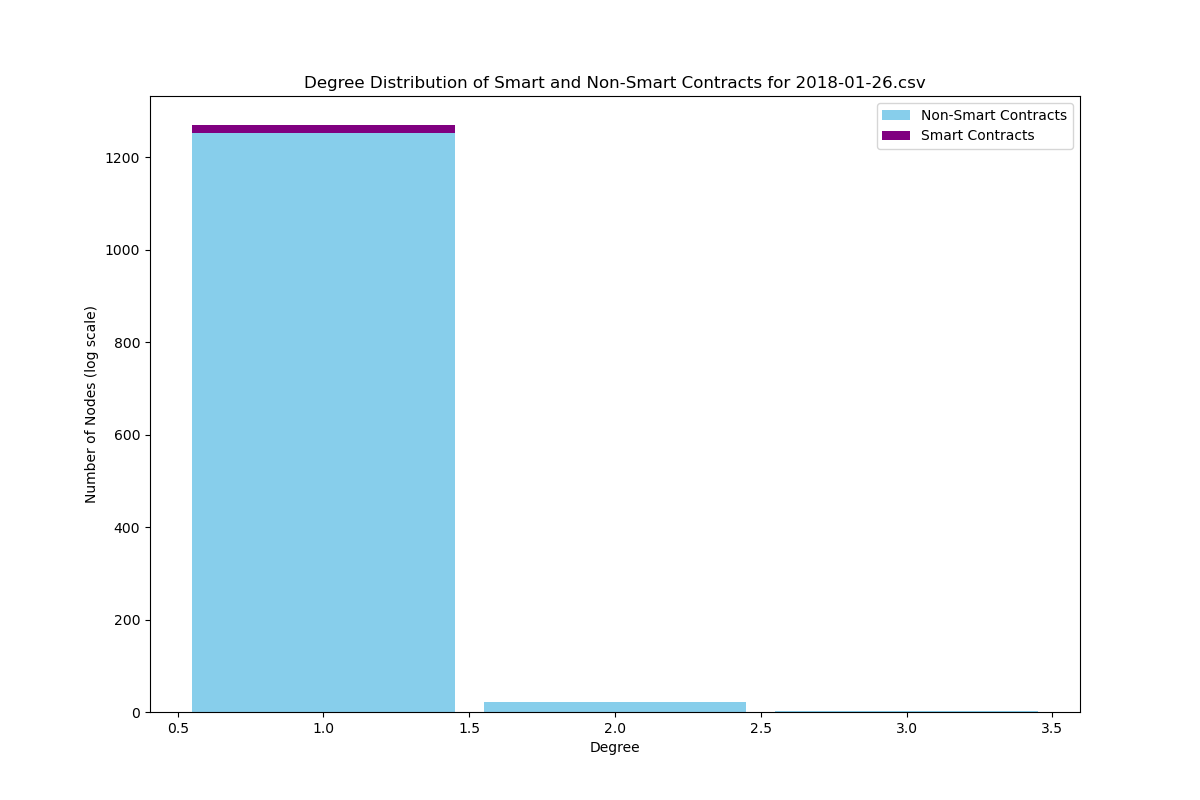 Degree Distribution of Smart and Non-Smart Contracts for 2018-01-26.csv
Non-Smart Contracts
Smart Contracts
Number of Nodes (log scale)
1200
1000
800
600
400
200
0
0.5 1.0 1.5 2.0 2.5 3.0 3.5
Degree